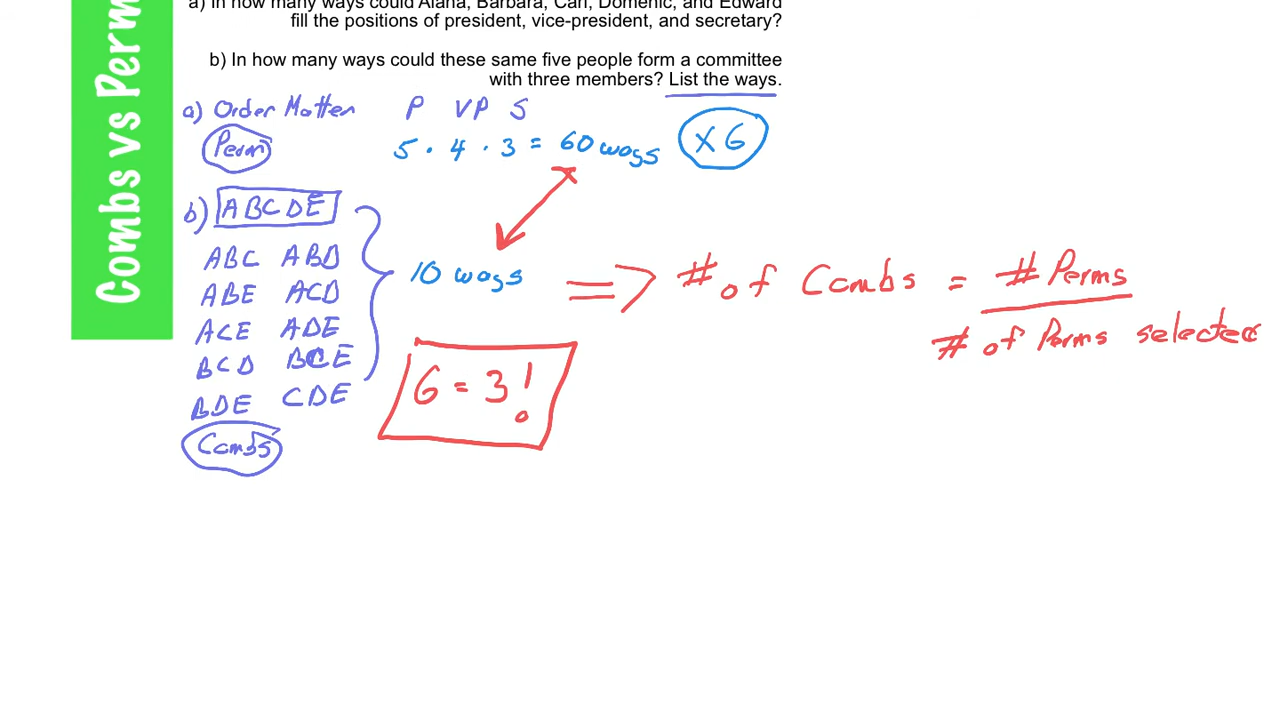 Combs vs Perm
a) In how many ways could Alana, Barbara, Carl, Domenic, and Edward
fill the positions of president, vice-president, and secretary?
b) In how many ways could these same five people form a committee
with three members? List the ways.
a) Order Matters P VP S
Perm 5 · 4 · 3 = 60 ways x6
b) ABCDE
ABC ABD
ABE ACD
ACE ADE
BCD BCE
BDE CDE
Combs
10 ways => # of Combs = # Perms
# of Perms selected
6 = 3!